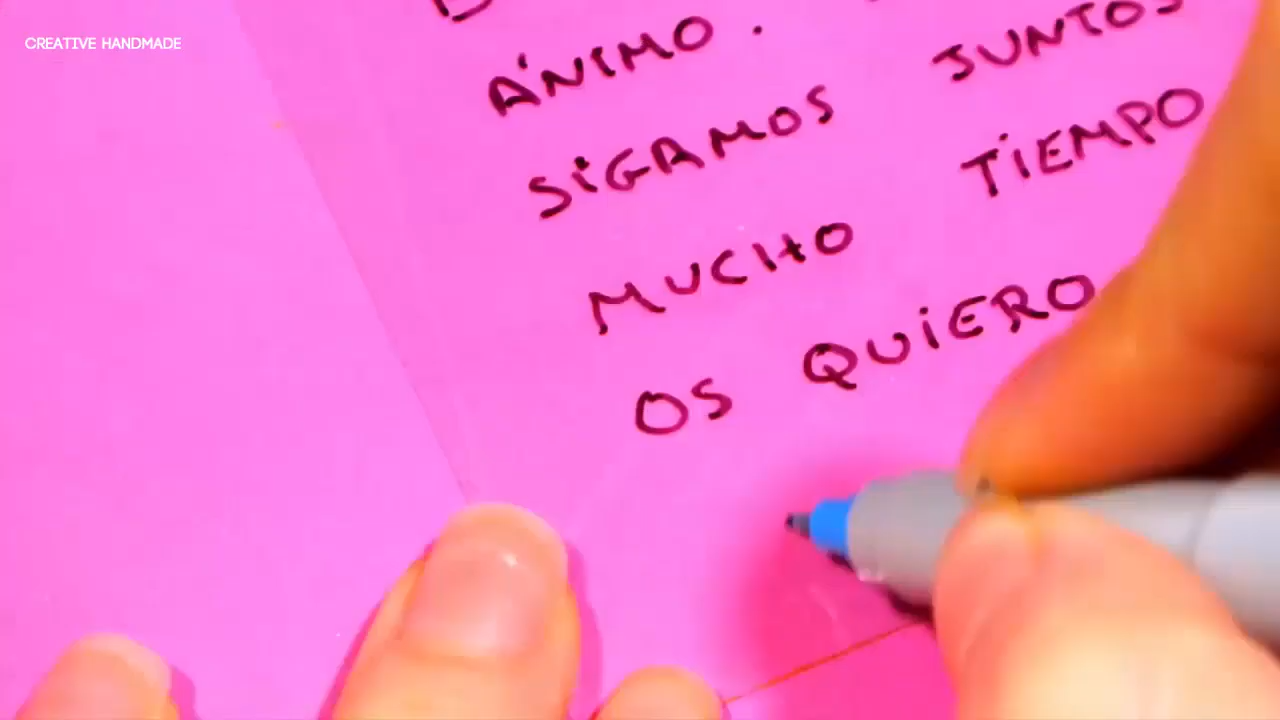 CREATIVE HANDMADE
ÁNIMO.
SIGAMOS JUNTOS
MUCHO TIEMPO
OS QUIERO